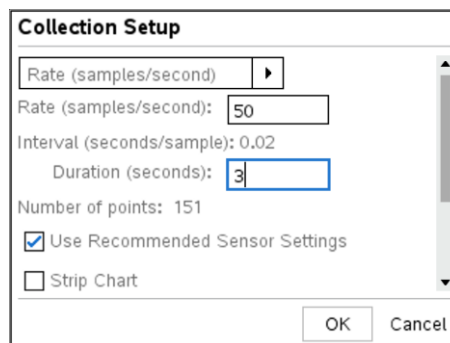 Collection Setup
Rate (samples/second)
Rate (samples/second): 50
Interval (seconds/sample): 0.02
Duration (seconds): 3
Number of points: 151
Use Recommended Sensor Settings
Strip Chart
OK Cancel